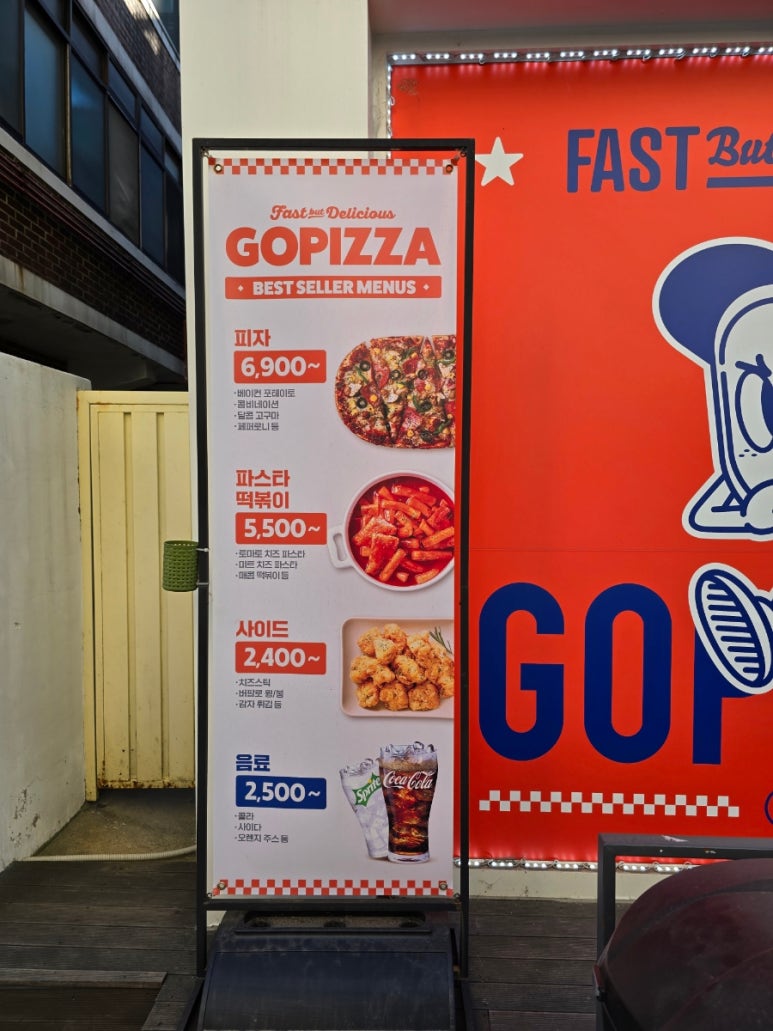 Fast but Delicious
GOPIZZA
BEST SELLER MENUS
피자
6,900~
·베이컨 포테이토
·콤비네이션
·달콤 고구마
·페퍼로니 등
파스타
떡볶이
5,500~
·토마토 치즈 파스타
·미트 치즈 파스타
·매콤 떡볶이 등
사이드
2,400~
·치즈스틱
·버팔로 윙/봉
·감자 튀김 등
음료
2,500~
·콜라
·사이다
·오렌지 주스 등
Sprite
Coca-Cola
FAST But
GOP